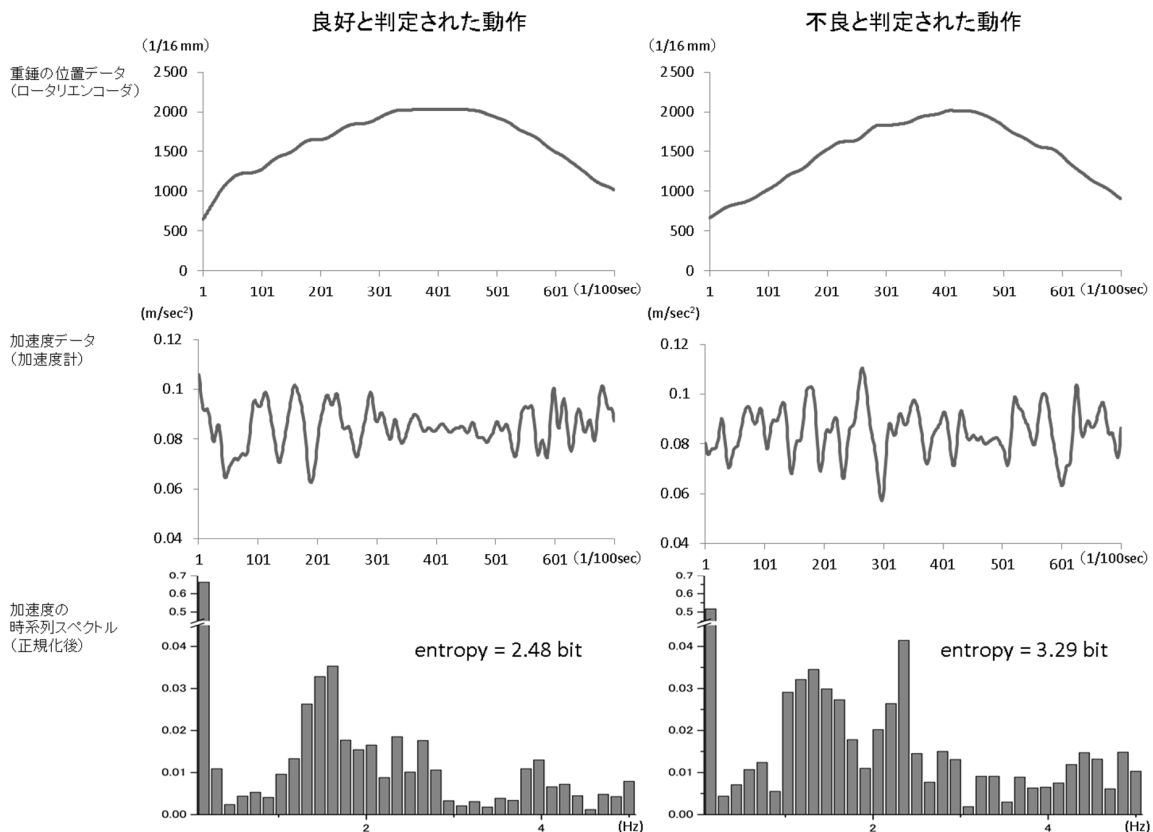 良好と判定された動作
不良と判定された動作
重錘の位置データ
(ロータリエンコーダ)
(1/16 mm)
2500
2000
1500
1000
500
0
1 101 201 301 401 501 601 (1/100sec)
(1/16 mm)
2500
2000
1500
1000
500
0
1 101 201 301 401 501 601 (1/100sec)
加速度データ
(加速度計)
(m/sec²)
0.12
0.1
0.08
0.06
0.04
1 101 201 301 401 501 601 (1/100sec)
(m/sec²)
0.12
0.1
0.08
0.06
0.04
1 101 201 301 401 501 601 (1/100sec)
加速度の
時系列スペクトル
(正規化後)
0.7
0.6
0.5
0.04
0.03
0.02
0.01
0.00
entropy = 2.48 bit
2 4 (Hz)
0.7
0.6
0.5
0.04
0.03
0.02
0.01
0.00
entropy = 3.29 bit
2 4 (Hz)